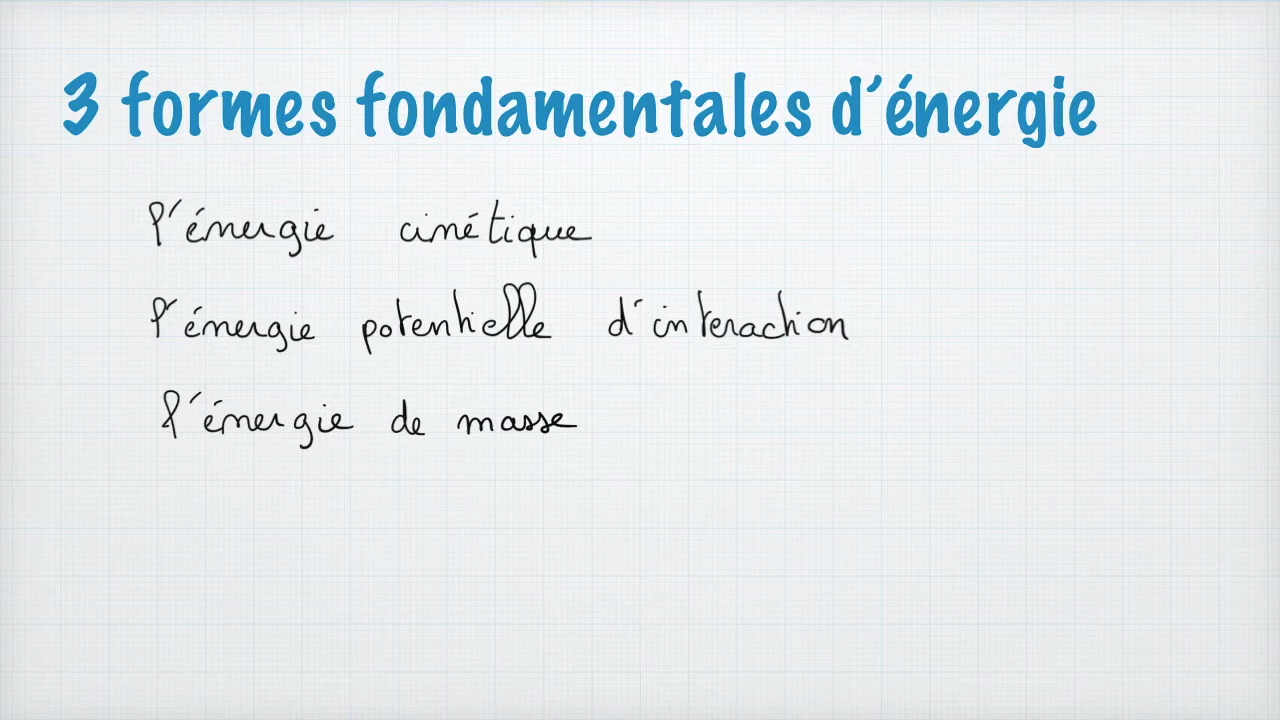 3 formes fondamentales d'énergie
l'énergie cinétique
l'énergie potentielle d'interaction
l'énergie de masse